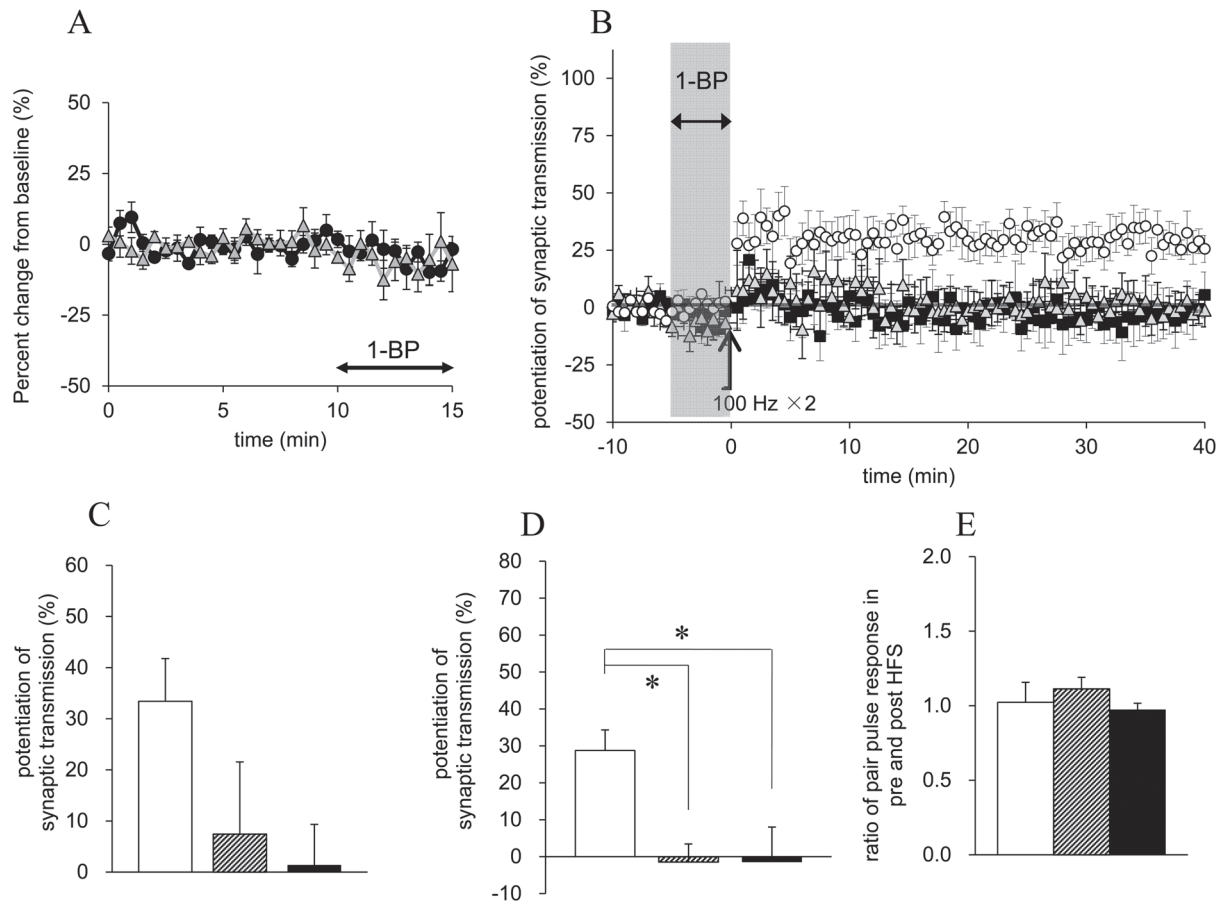 A
Percent change from baseline (%)
50
25
0
-25
-50
1-BP
0
5
10
15
time (min)
B
potentiation of synaptic transmission (%)
100
75
50
25
0
-25
-50
1-BP
100 Hz ×2
-10
0
10
20
30
40
time (min)
C
potentiation of
synaptic transmission (%)
60
50
40
30
20
10
0
D
potentiation of
synaptic transmission (%)
80
70
60
50
40
30
20
10
0
-10
*
*
E
ratio of pair pulse response in
pre and post HFS
2.0
1.5
1.0
0.5
0.0